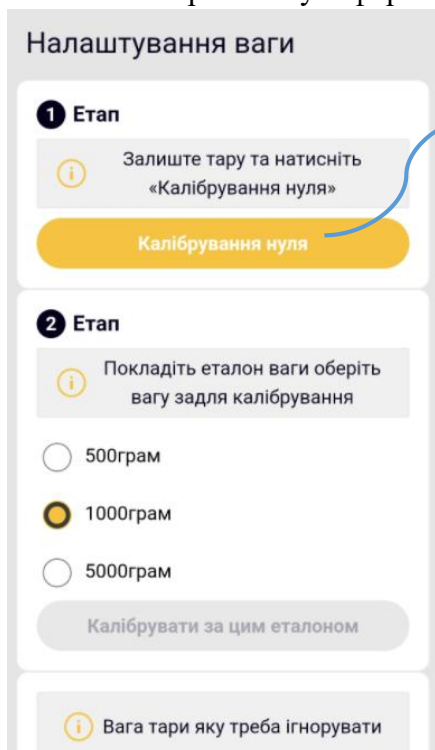 Налаштування ваги
1 Етап
Залиште тару та натисніть
«Калібрування нуля»
Калібрування нуля
2 Етап
Покладіть еталон ваги оберіть
вагу задля калібрування
500грам
1000грам
5000грам
Калібрувати за цим еталоном
Вага тари яку треба ігнорувати